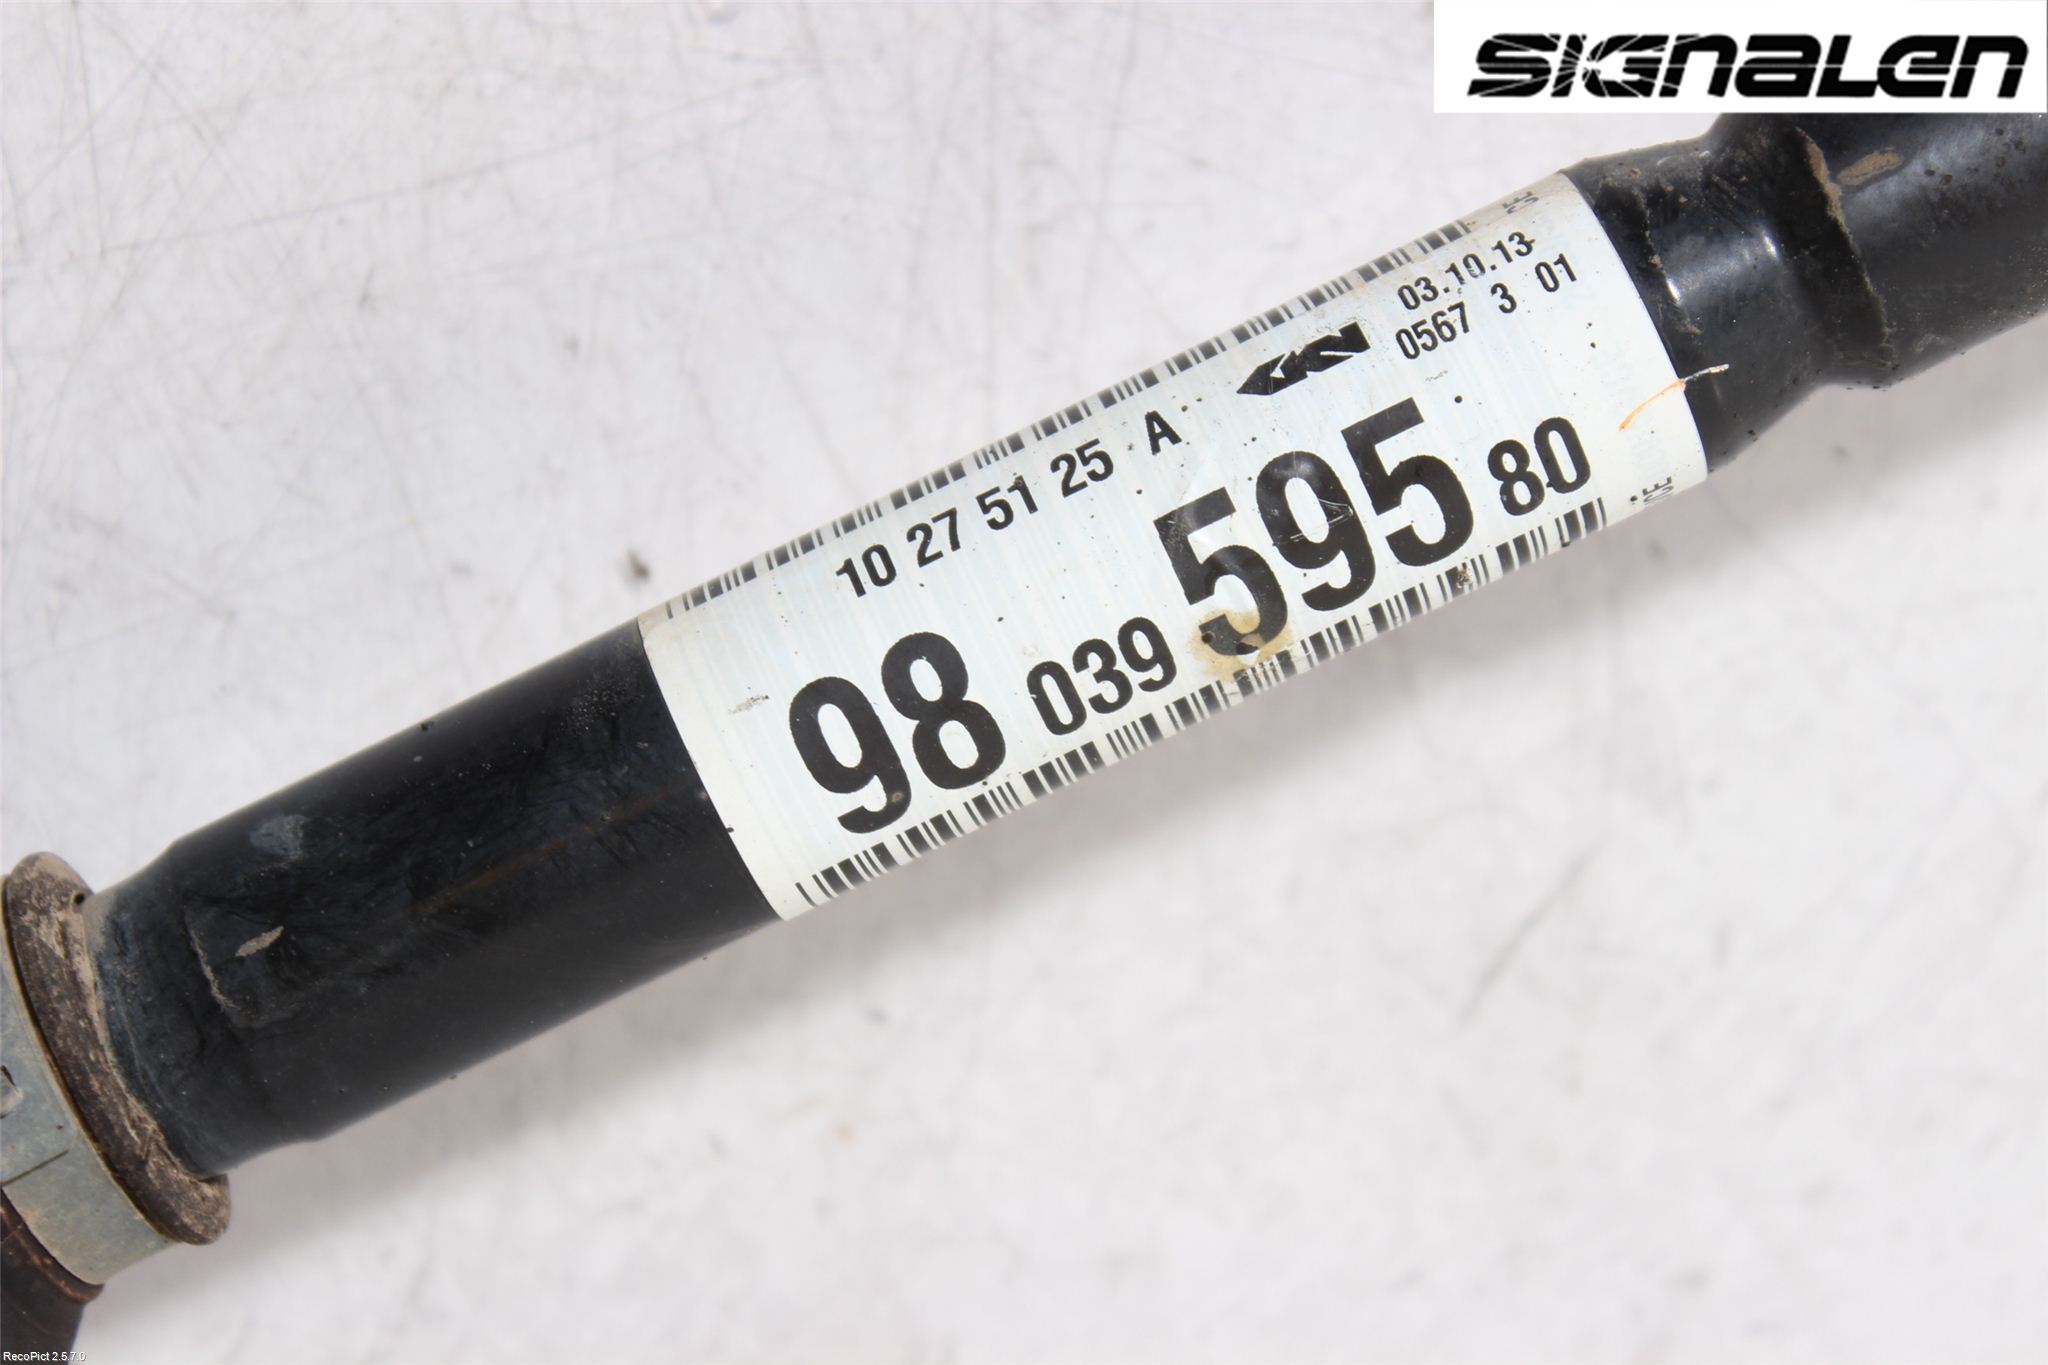 SIGNALEN
03.10.13
0567 3 01
10 27 51 25 A
98 039 595 80
RecoPict 2.5.7.0